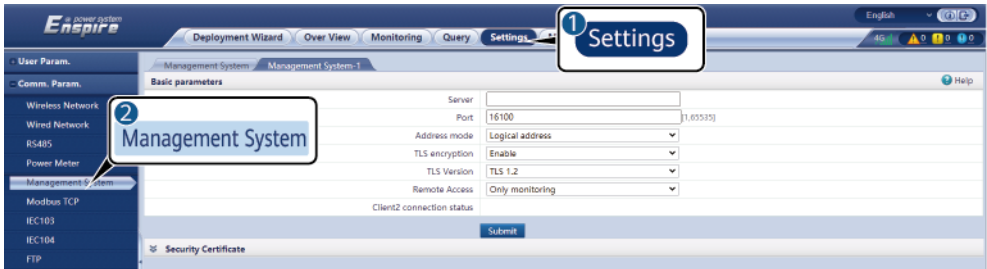 e power system
Enspire
English
Deployment Wizard Over View Monitoring Query Settings
1 Settings
4G 0 0 0
User Param.
Management System Management System-1
Comm. Param.
Basic parameters
Help
Wireless Network
Server
Wired Network
Port 16100 [1,65535]
2 Management System
RS485
Address mode Logical address
TLS encryption Enable
Power Meter
TLS Version TLS 1.2
Management System
Remote Access Only monitoring
Modbus TCP
Client2 connection status
IEC103
Submit
IEC104
Security Certificate
FTP